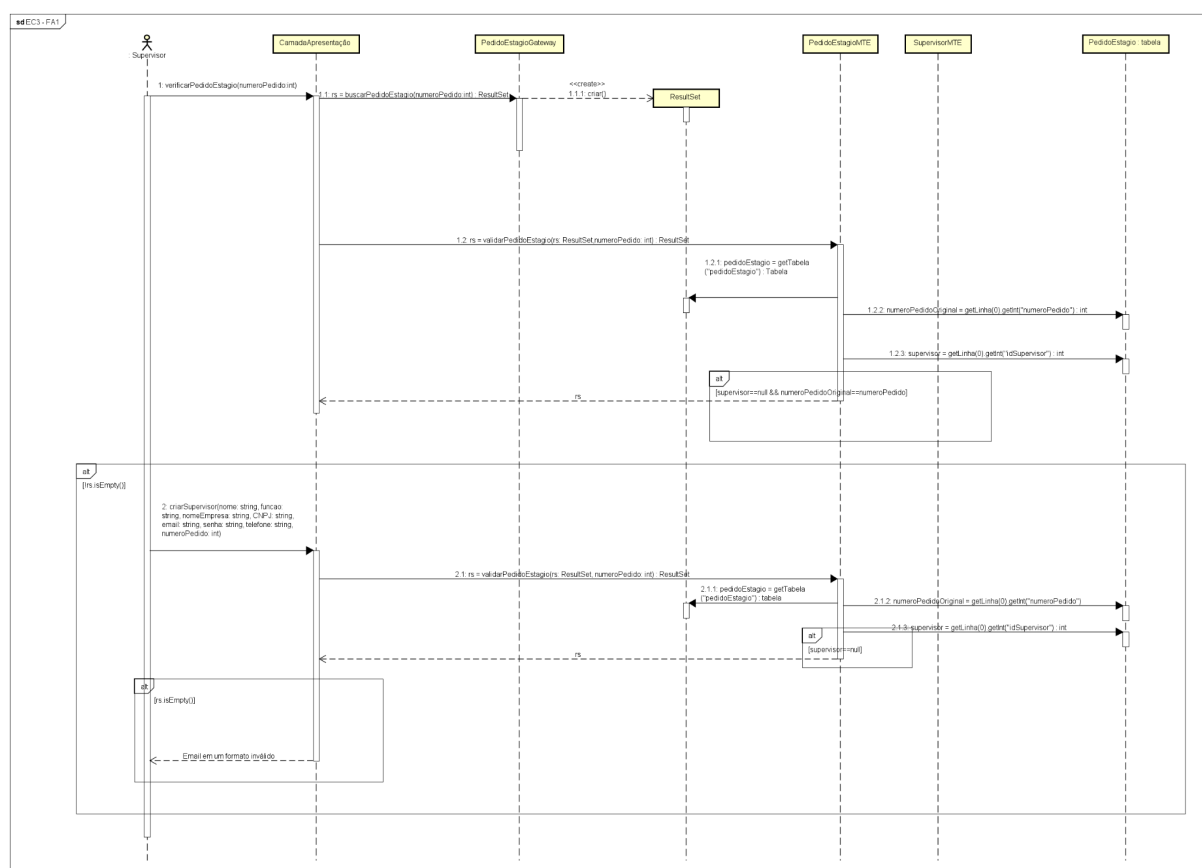 sd EC3 - FA1
Supervisor
CamadaApresentação
PedidoEstagioGateway
PedidoEstagioMTE
SupervisorMTE
PedidoEstagio : tabela
1: verificarPedidoEstagio(numeroPedido:int)
1.1: rs = buscarPedidoEstagio(numeroPedido:int) : ResultSet
<<create>>
1.1.1: criar()
ResultSet
1.2: rs = validarPedidoEstagio(rs: ResultSet,numeroPedido: int) : ResultSet
1.2.1: pedidoEstagio = getTabela
("pedidoEstagio") : Tabela
1.2.2: numeroPedidoOriginal = getLinha(0).getInt("numeroPedido") : int
1.2.3: supervisor = getLinha(0).getInt("idSupervisor") : int
alt
[supervisor==null && numeroPedidoOriginal==numeroPedido]
rs
alt
[!rs.isEmpty()]
2: criarSupervisor(nome: string, funcao:
string, nomeEmpresa: string, CNPJ: string,
email: string, senha: string, telefone: string,
numeroPedido: int)
2.1: rs = validarPedidoEstagio(rs: ResultSet, numeroPedido: int) : ResultSet
2.1.1: pedidoEstagio = getTabela
("pedidoEstagio") : tabela
2.1.2: numeroPedidoOriginal = getLinha(0).getInt("numeroPedido")
2.1.3: supervisor = getLinha(0).getInt("idSupervisor") : int
alt
[supervisor==null]
rs
alt
[rs.isEmpty()]
Email em um formato inválido